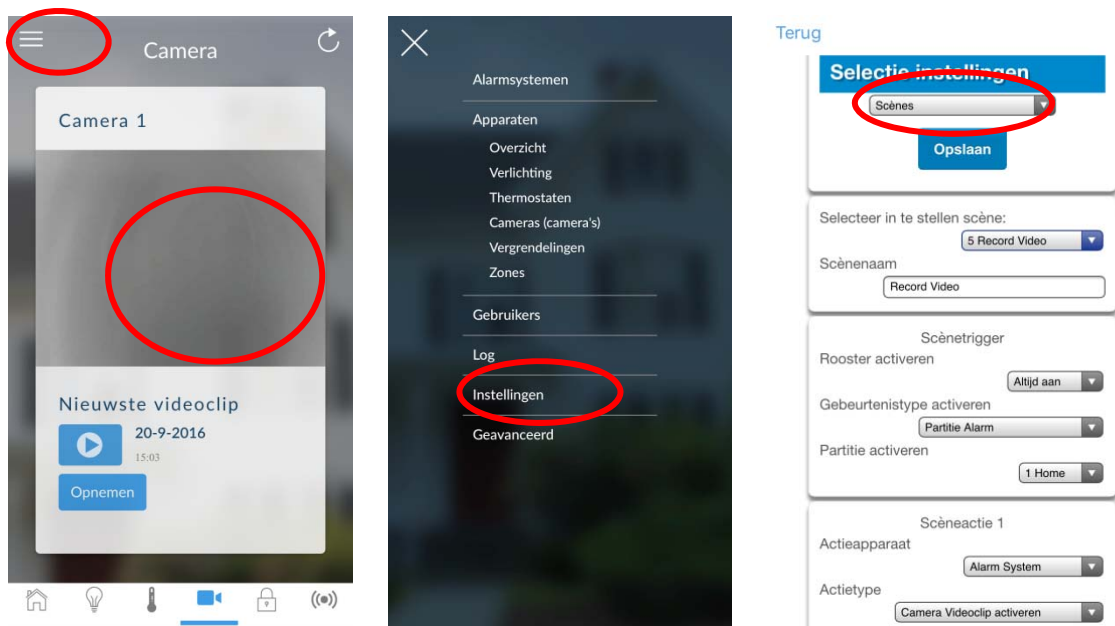 Camera
Camera 1
Nieuwste videoclip
20-9-2016
15:03
Opnemen
Alarmsystemen
Apparaten
Overzicht
Verlichting
Thermostaten
Cameras (camera's)
Vergrendelingen
Zones
Gebruikers
Log
Instellingen
Geavanceerd
Terug
Selectie instellingen
Scènes
Opslaan
Selecteer in te stellen scène:
5 Record Video
Scènenaam
Record Video
Scènetrigger
Rooster activeren
Altijd aan
Gebeurtenistype activeren
Partitie Alarm
Partitie activeren
1 Home
Scèneactie 1
Actieapparaat
Alarm System
Actietype
Camera Videoclip activeren